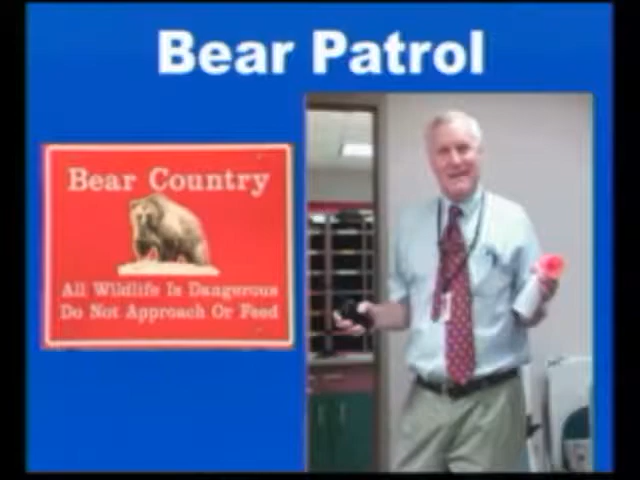 Bear Patrol
Bear Country
All Wildlife Is Dangerous
Do Not Approach Or Feed